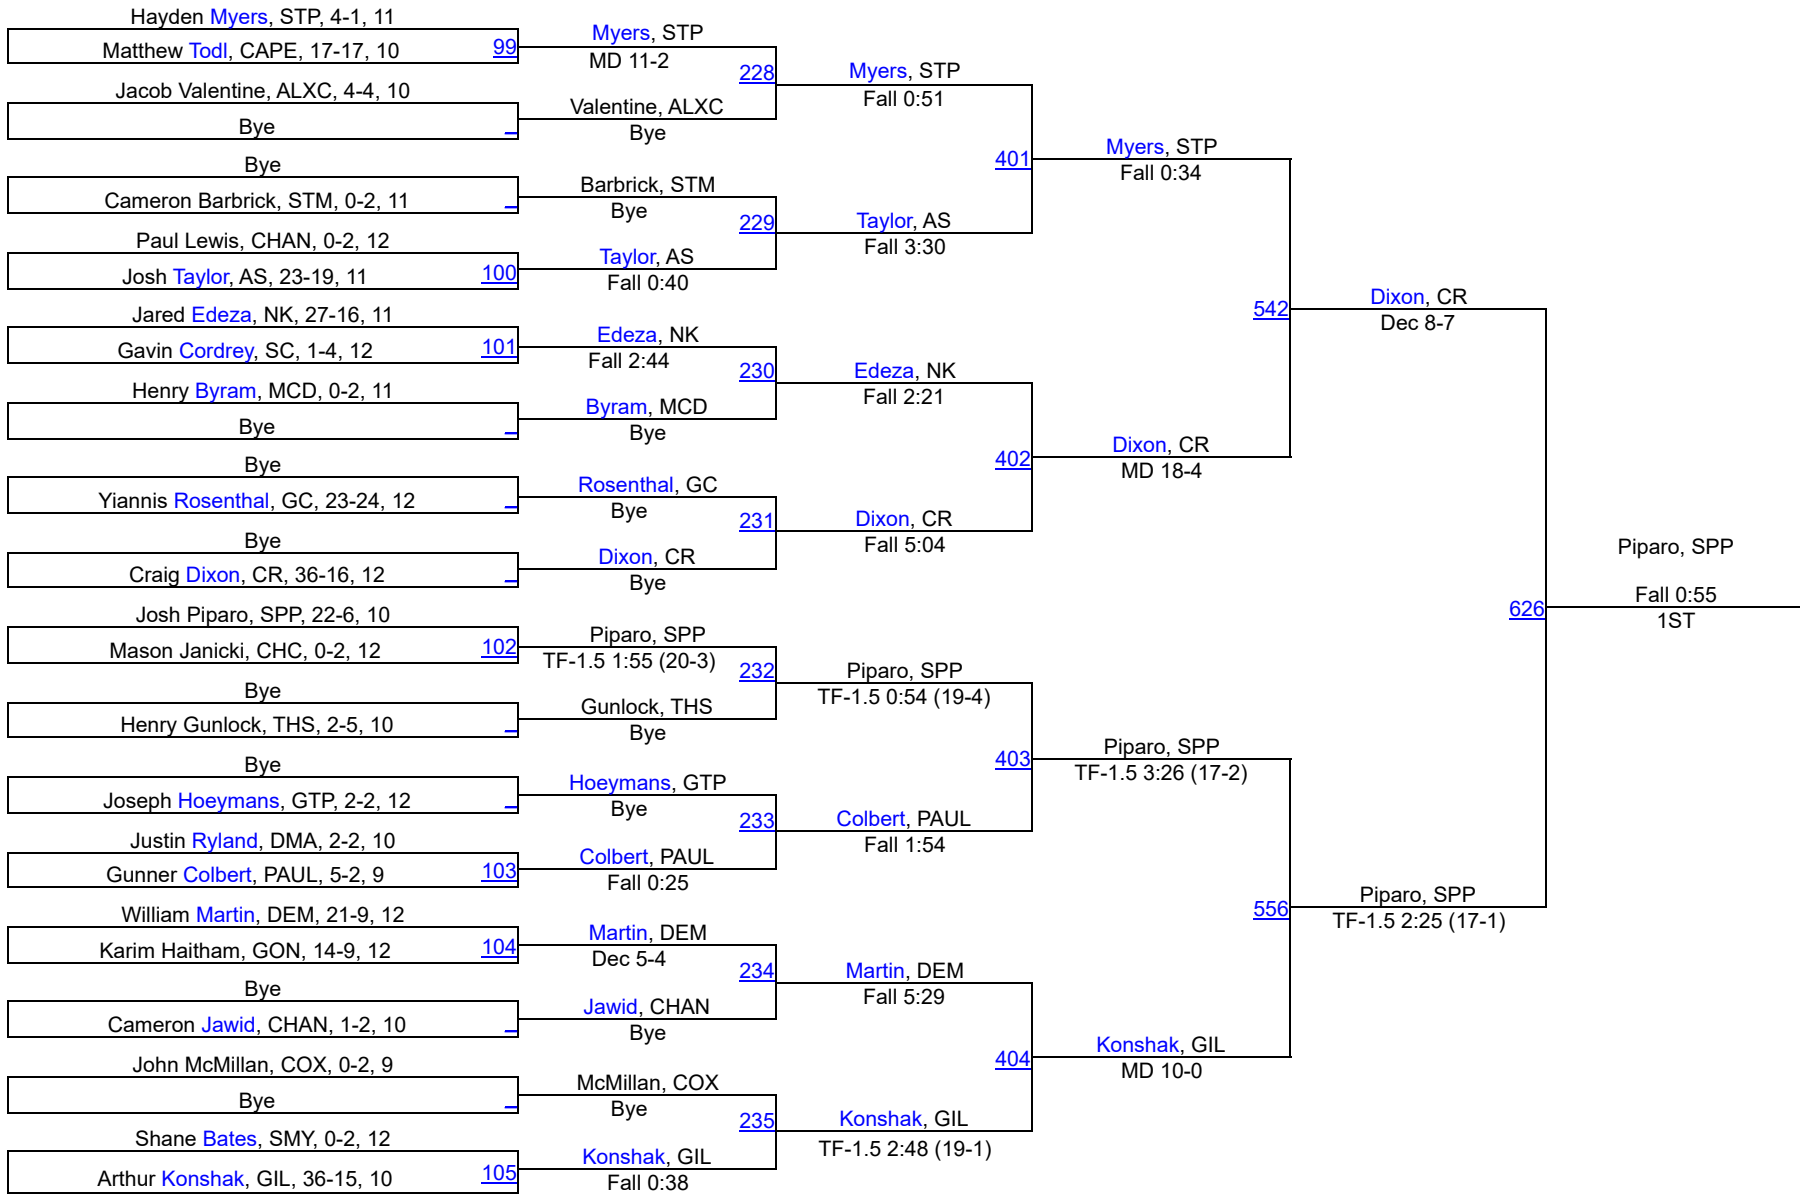 Hayden Myers, STP, 4-1, 11
Matthew Todl, CAPE, 17-17, 10
99
Jacob Valentine, ALXC, 4-4, 10
Bye
Bye
Cameron Barbrick, STM, 0-2, 11
Paul Lewis, CHAN, 0-2, 12
Josh Taylor, AS, 23-19, 11
100
Jared Edeza, NK, 27-16, 11
Gavin Cordrey, SC, 1-4, 12
101
Henry Byram, MCD, 0-2, 11
Bye
Bye
Yiannis Rosenthal, GC, 23-24, 12
Bye
Craig Dixon, CR, 36-16, 12
Josh Piparo, SPP, 22-6, 10
Mason Janicki, CHC, 0-2, 12
102
Bye
Henry Gunlock, THS, 2-5, 10
Bye
Joseph Hoeymans, GTP, 2-2, 12
Justin Ryland, DMA, 2-2, 10
Gunner Colbert, PAUL, 5-2, 9
103
William Martin, DEM, 21-9, 12
Karim Haitham, GON, 14-9, 12
104
Bye
Cameron Jawid, CHAN, 1-2, 10
John McMillan, COX, 0-2, 9
Bye
Shane Bates, SMY, 0-2, 12
Arthur Konshak, GIL, 36-15, 10
105
Myers, STP
MD 11-2
228
Valentine, ALXC
Bye
Barbrick, STM
Bye
229
Taylor, AS
Fall 0:40
Edeza, NK
Fall 2:44
230
Byram, MCD
Bye
Rosenthal, GC
Bye
231
Dixon, CR
Bye
Piparo, SPP
TF-1.5 1:55 (20-3)
232
Gunlock, THS
Bye
Hoeymans, GTP
Bye
233
Colbert, PAUL
Fall 0:25
Martin, DEM
Dec 5-4
234
Jawid, CHAN
Bye
McMillan, COX
Bye
235
Konshak, GIL
Fall 0:38
Myers, STP
Fall 0:51
401
Taylor, AS
Fall 3:30
Edeza, NK
Fall 2:21
402
Dixon, CR
Fall 5:04
Piparo, SPP
TF-1.5 0:54 (19-4)
403
Colbert, PAUL
Fall 1:54
Martin, DEM
Fall 5:29
404
Konshak, GIL
TF-1.5 2:48 (19-1)
Myers, STP
Fall 0:34
542
Dixon, CR
MD 18-4
Piparo, SPP
TF-1.5 3:26 (17-2)
556
Konshak, GIL
MD 10-0
Dixon, CR
Dec 8-7
626
Piparo, SPP
TF-1.5 2:25 (17-1)
Piparo, SPP
Fall 0:55
1ST